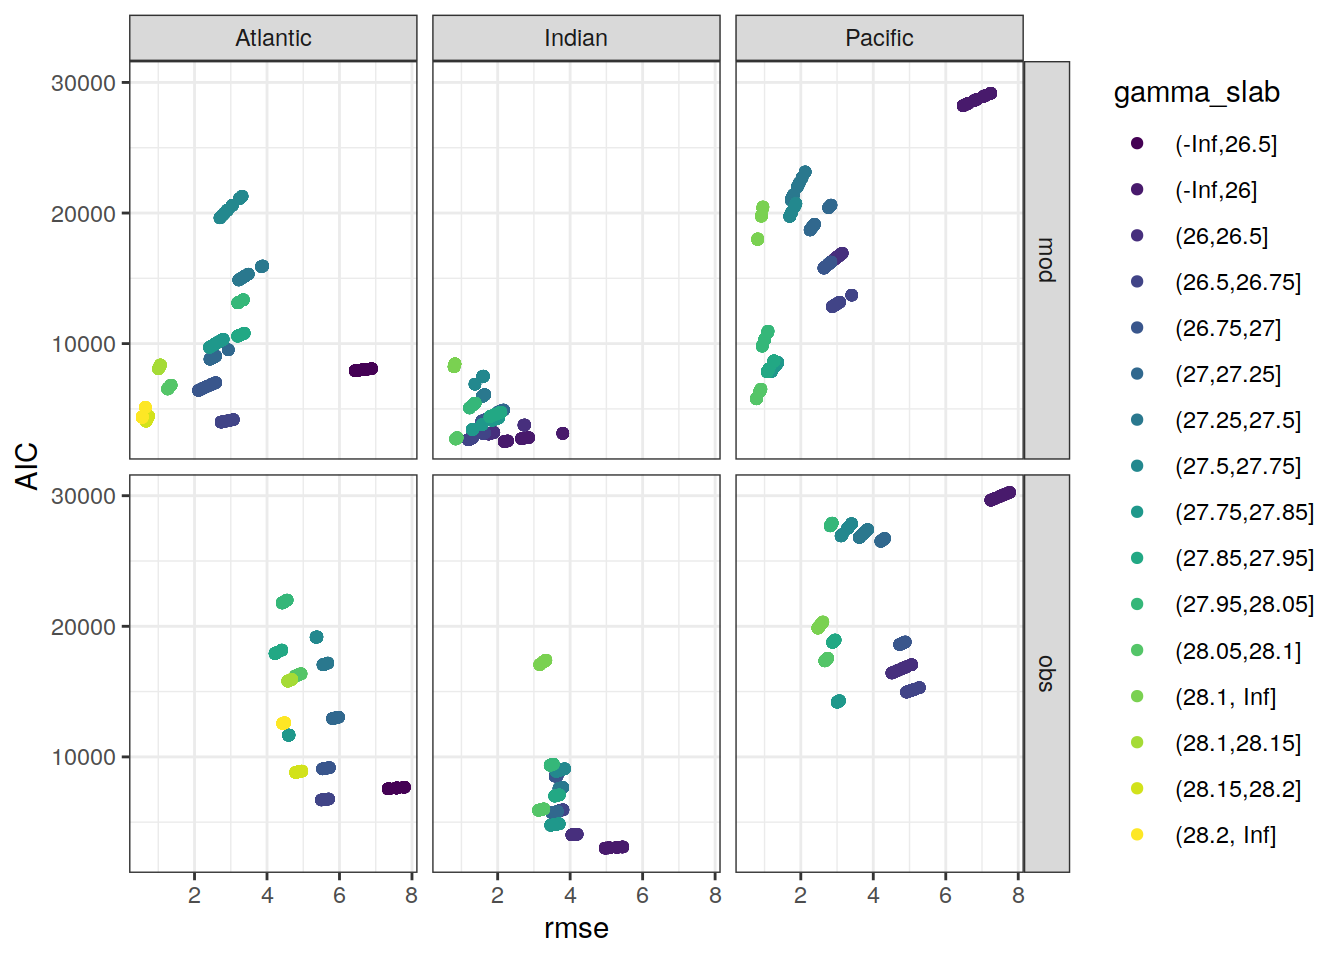 Atlantic Indian Pacific
30000
20000
10000
mod
AIC
30000
20000
10000
obs
2 4 6 8 2 4 6 8 2 4 6 8
rmse
gamma_slab
(-Inf,26.5]
(-Inf,26]
(26,26.5]
(26.5,26.75]
(26.75,27]
(27,27.25]
(27.25,27.5]
(27.5,27.75]
(27.75,27.85]
(27.85,27.95]
(27.95,28.05]
(28.05,28.1]
(28.1, Inf]
(28.1,28.15]
(28.15,28.2]
(28.2, Inf]